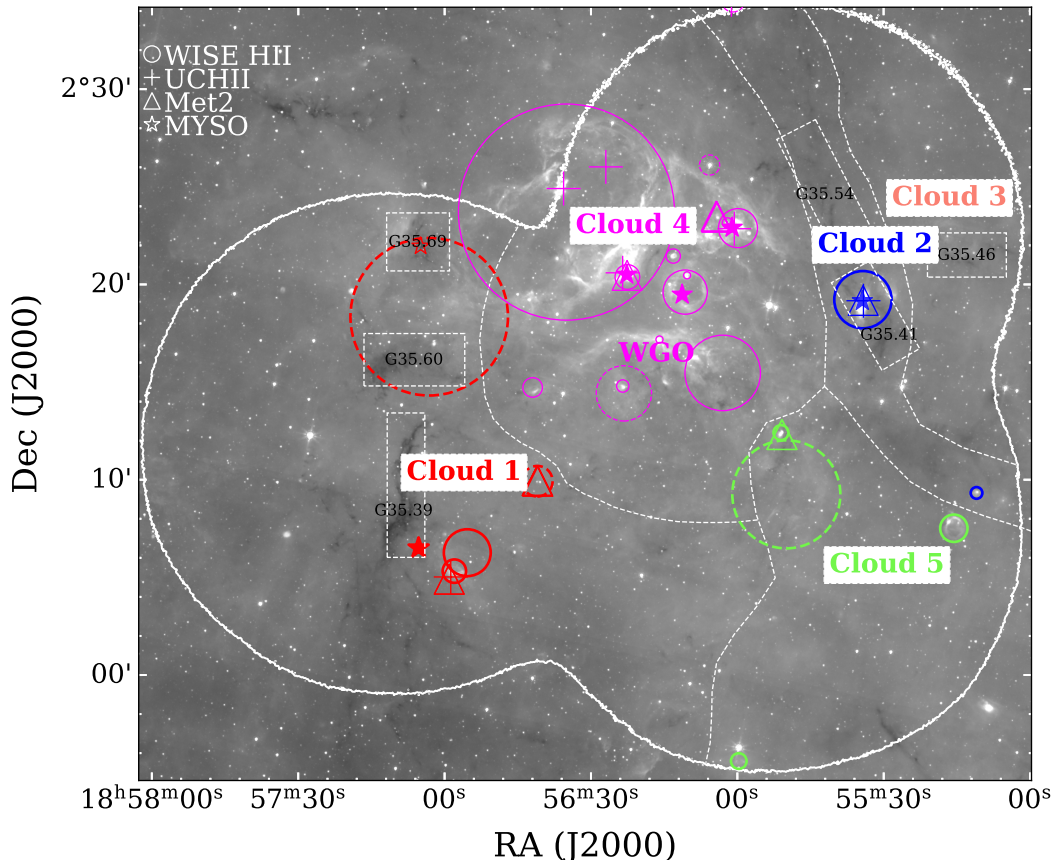 WISE HII
UCHII
Met2
MYSO
2°30'
20'
10'
00'
Dec (J2000)
G35.69
G35.60
G35.39
Cloud 1
Cloud 4
WGO
G35.54
Cloud 3
Cloud 2
G35.46
G35.41
Cloud 5
18ʰ58ᵐ00ˢ
57ᵐ30ˢ
00ˢ
56ᵐ30ˢ
00ˢ
55ᵐ30ˢ
00ˢ
RA (J2000)